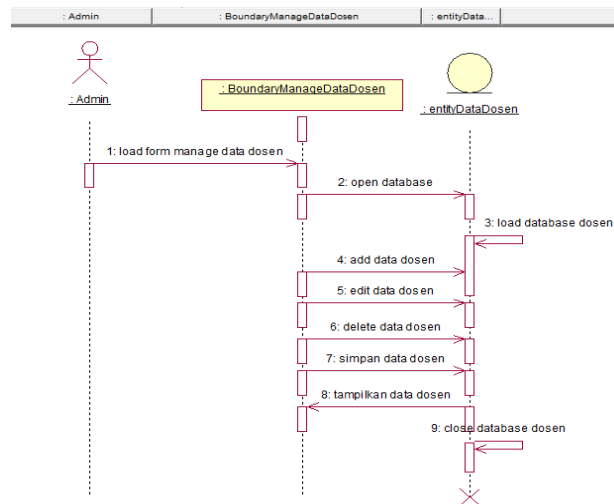 : Admin
: BoundaryManageDataDosen
: entityData...
: Admin
: BoundaryManageDataDosen
: entityDataDosen
1: load form manage data dosen
2: open database
3: load database dosen
4: add data dosen
5: edit data dosen
6: delete data dosen
7: simpan data dosen
8: tampilkan data dosen
9: close database dosen